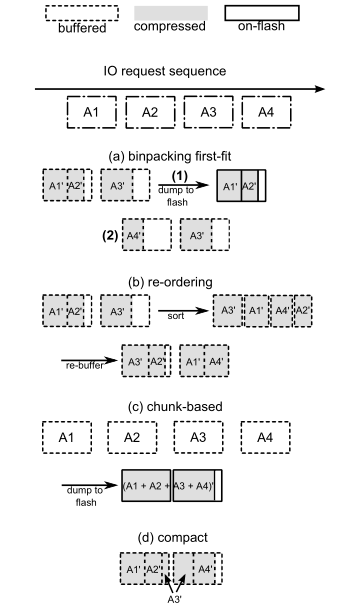 buffered compressed on-flash
IO request sequence
A1 A2 A3 A4
(a) binpacking first-fit
A1' A2' A3' (1) dump to flash A1' A2'
(2) A4' A3'
(b) re-ordering
A1' A2' A3' sort A3' A1' A4' A2'
re-buffer A3' A2' A1' A4'
(c) chunk-based
A1 A2 A3 A4
dump to flash (A1 + A2 + A3 + A4)'
(d) compact
A1' A2' A4'
A3'